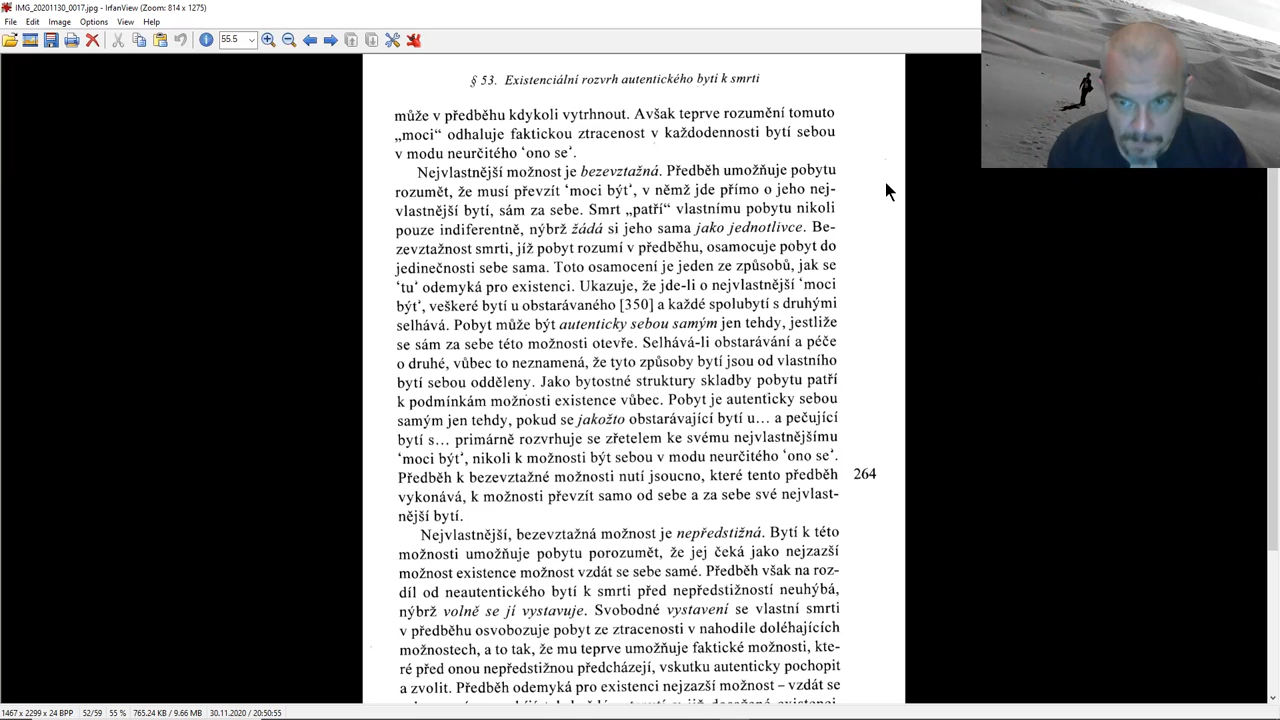 IMG_20201130_0017.jpg - IrfanView (Zoom: 814 x 1275)
File Edit Image Options View Help
55.5
§ 53. Existenciální rozvrh autentického bytí k smrti
může v předběhu kdykoli vytrhnout. Avšak teprve rozumění tomuto
„moci“ odhaluje faktickou ztracenost v každodennosti bytí sebou
v modu neurčitého ‘ono se’.
Nejvlastnější možnost je bezevztažná. Předběh umožňuje pobytu
rozumět, že musí převzít ‘moci být’, v němž jde přímo o jeho nej-
vlastnější bytí, sám za sebe. Smrt „patří“ vlastnímu pobytu nikoli
pouze indiferentně, nýbrž žádá si jeho sama jako jednotlivce. Be-
zevztažnost smrti, jíž pobyt rozumí v předběhu, osamocuje pobyt do
jedinečnosti sebe sama. Toto osamocení je jeden ze způsobů, jak se
‘tu’ odemyká pro existenci. Ukazuje, že jde-li o nejvlastnější ‘moci
být’, veškeré bytí u obstarávaného [350] a každé spolubytí s druhými
selhává. Pobyt může být autenticky sebou samým jen tehdy, jestliže
se sám za sebe této možnosti otevře. Selhává-li obstarávání a péče
o druhé, vůbec to neznamená, že tyto způsoby bytí jsou od vlastního
bytí sebou odděleny. Jako bytostné struktury skladby pobytu patří
k podmínkám možnosti existence vůbec. Pobyt je autenticky sebou
samým jen tehdy, pokud se jakožto obstarávající bytí u… a pečující
bytí s… primárně rozvrhuje se zřetelem ke svému nejvlastnějšímu
‘moci být’, nikoli k možnosti být sebou v modu neurčitého ‘ono se’.
Předběh k bezevztažné možnosti nutí jsoucno, které tento předběh 264
vykonává, k možnosti převzít samo od sebe a za sebe své nejvlast-
nější bytí.
Nejvlastnější, bezevztažná možnost je nepředstižná. Bytí k této
možnosti umožňuje pobytu porozumět, že jej čeká jako nejzazší
možnost existence možnost vzdát se sebe samé. Předběh však na roz-
díl od neautentického bytí k smrti před nepředstižností neuhýbá,
nýbrž volně se jí vystavuje. Svobodné vystavení se vlastní smrti
v předběhu osvobozuje pobyt ze ztracenosti v nahodile doléhajících
možnostech, a to tak, že mu teprve umožňuje faktické možnosti, kte-
ré před onou nepředstižnou předcházejí, vskutku autenticky pochopit
a zvolit. Předběh odemyká pro existenci nejzazší možnost – vzdát se
1467 x 2299 x 24 BPP 52/59 55 % 765.24 KB / 9.66 MB 30.11.2020 / 20:50:55